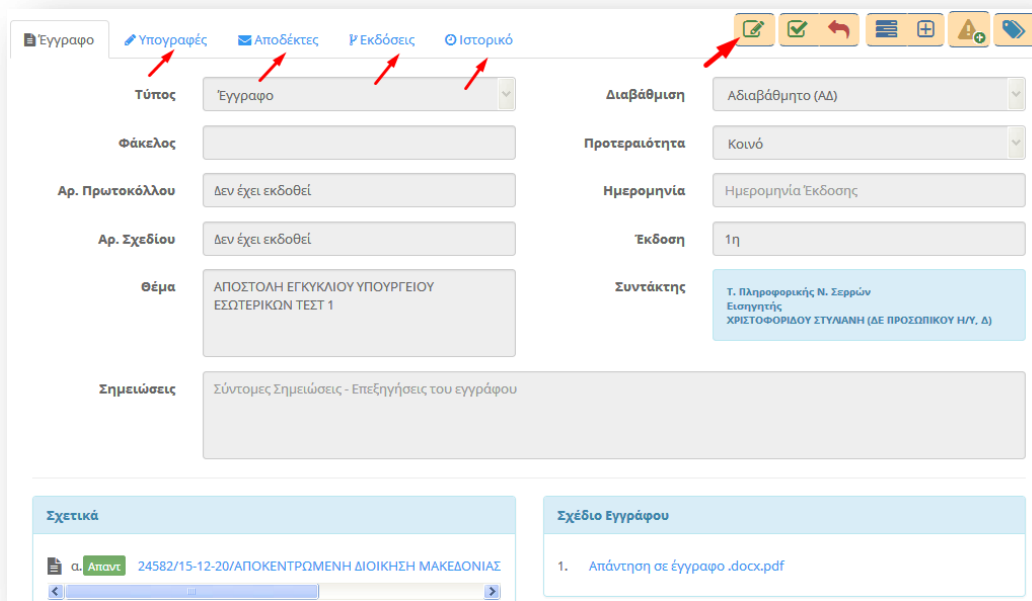 Έγγραφο Υπογραφές Αποδέκτες Εκδόσεις Ιστορικό
Τύπος Έγγραφο Διαβάθμιση Αδιαβάθμητο (ΑΔ)
Φάκελος Προτεραιότητα Κοινό
Αρ. Πρωτοκόλλου Δεν έχει εκδοθεί Ημερομηνία Ημερομηνία Έκδοσης
Αρ. Σχεδίου Δεν έχει εκδοθεί Έκδοση 1η
Θέμα ΑΠΟΣΤΟΛΗ ΕΓΚΥΚΛΙΟΥ ΥΠΟΥΡΓΕΙΟΥ
ΕΣΩΤΕΡΙΚΩΝ ΤΕΣΤ 1
Συντάκτης Τ. Πληροφορικής Ν. Σερρών
Εισηγητής
ΧΡΙΣΤΟΦΟΡΙΔΟΥ ΣΤΥΛΙΑΝΗ (ΔΕ ΠΡΟΣΩΠΙΚΟΥ Η/Υ, Δ)
Σημειώσεις Σύντομες Σημειώσεις - Επεξηγήσεις του εγγράφου
Σχετικά
α. Απαντ 24582/15-12-20/ΑΠΟΚΕΝΤΡΩΜΕΝΗ ΔΙΟΙΚΗΣΗ ΜΑΚΕΔΟΝΙΑΣ
Σχέδιο Εγγράφου
1. Απάντηση σε έγγραφο .docx.pdf